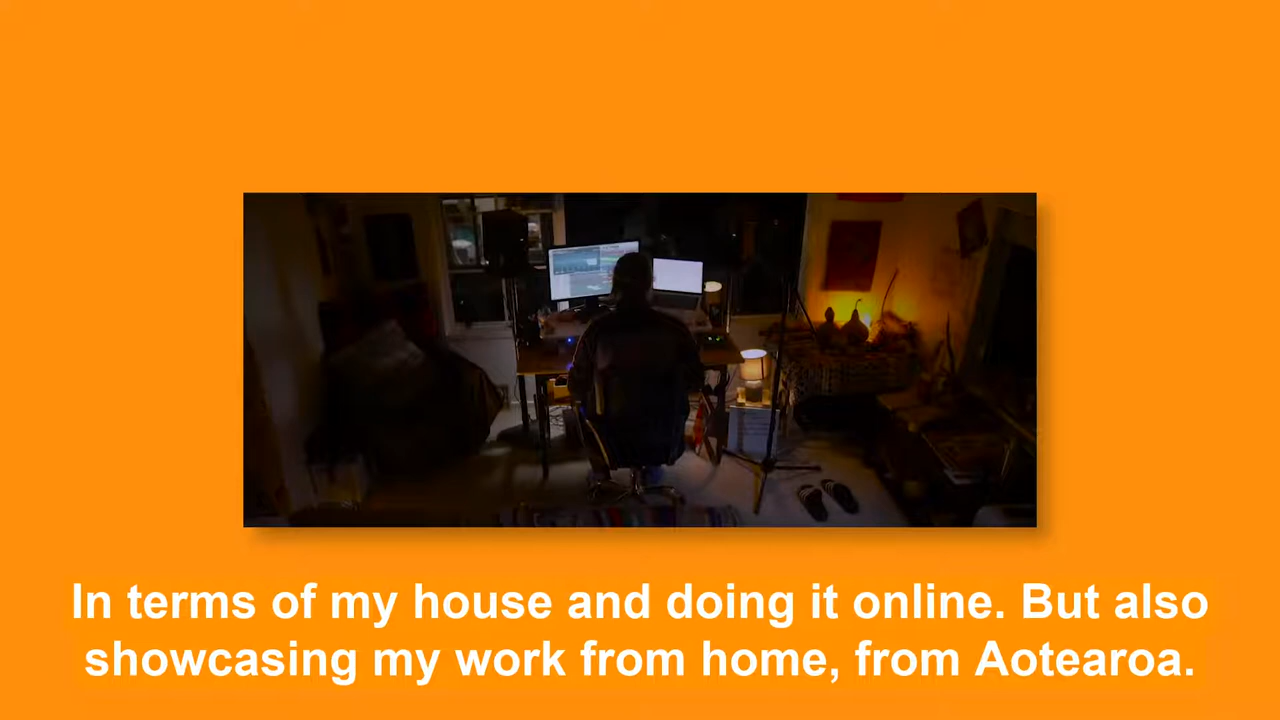 In terms of my house and doing it online. But also
showcasing my work from home, from Aotearoa.